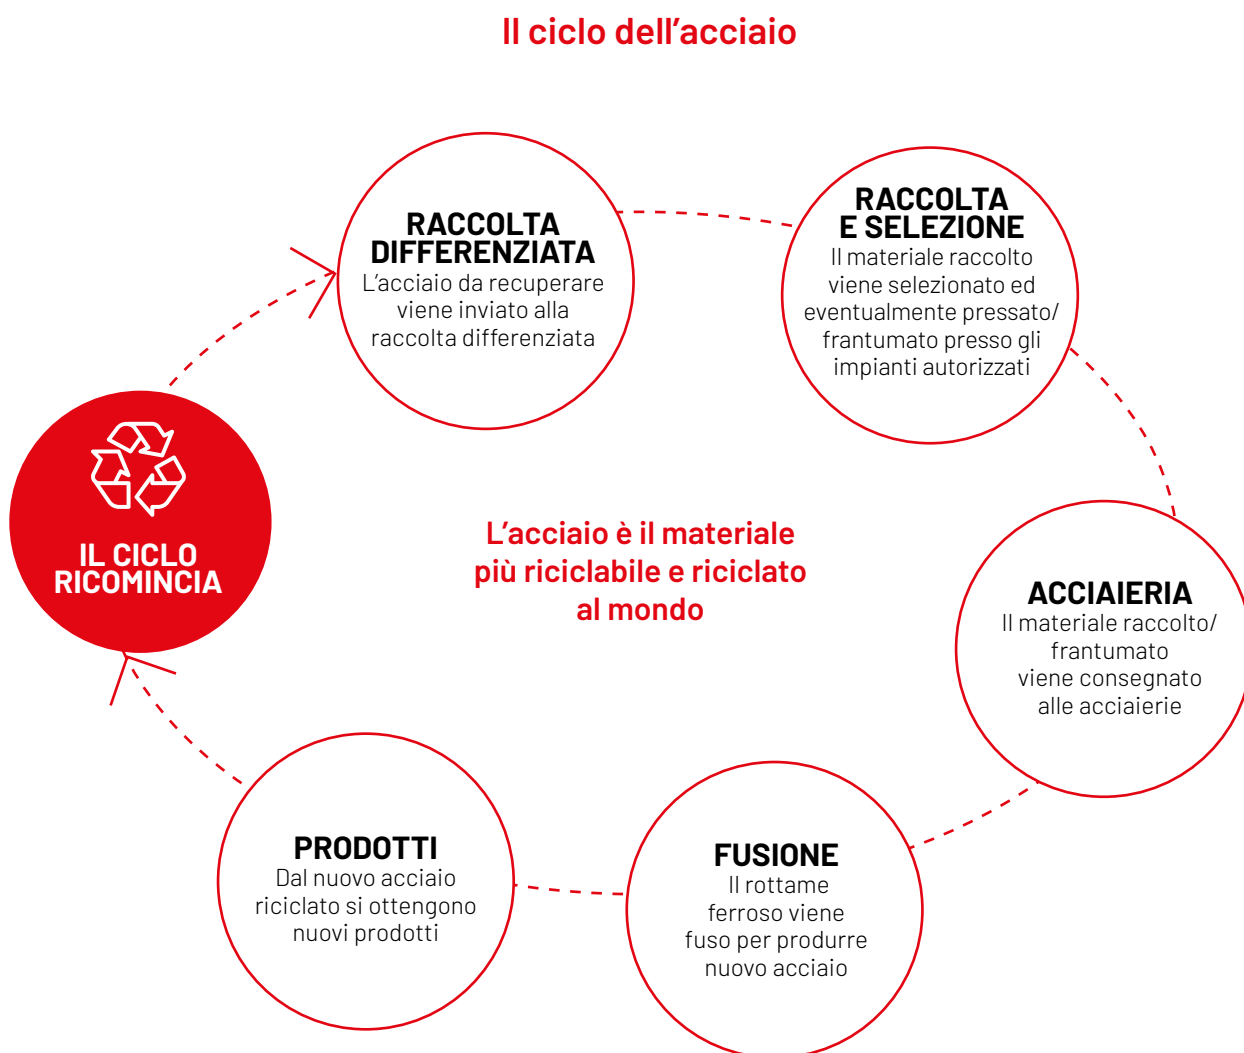 Il ciclo dell’acciaio
RACCOLTA
DIFFERENZIATA
L’acciaio da recuperare
viene inviato alla
raccolta differenziata
RACCOLTA
E SELEZIONE
Il materiale raccolto
viene selezionato ed
eventualmente pressato/
frantumato presso gli
impianti autorizzati
ACCIAIERIA
Il materiale raccolto/
frantumato
viene consegnato
alle acciaierie
FUSIONE
Il rottame
ferroso viene
fuso per produrre
nuovo acciaio
PRODOTTI
Dal nuovo acciaio
riciclato si ottengono
nuovi prodotti
IL CICLO
RICOMINCIA
L’acciaio è il materiale
più riciclabile e riciclato
al mondo